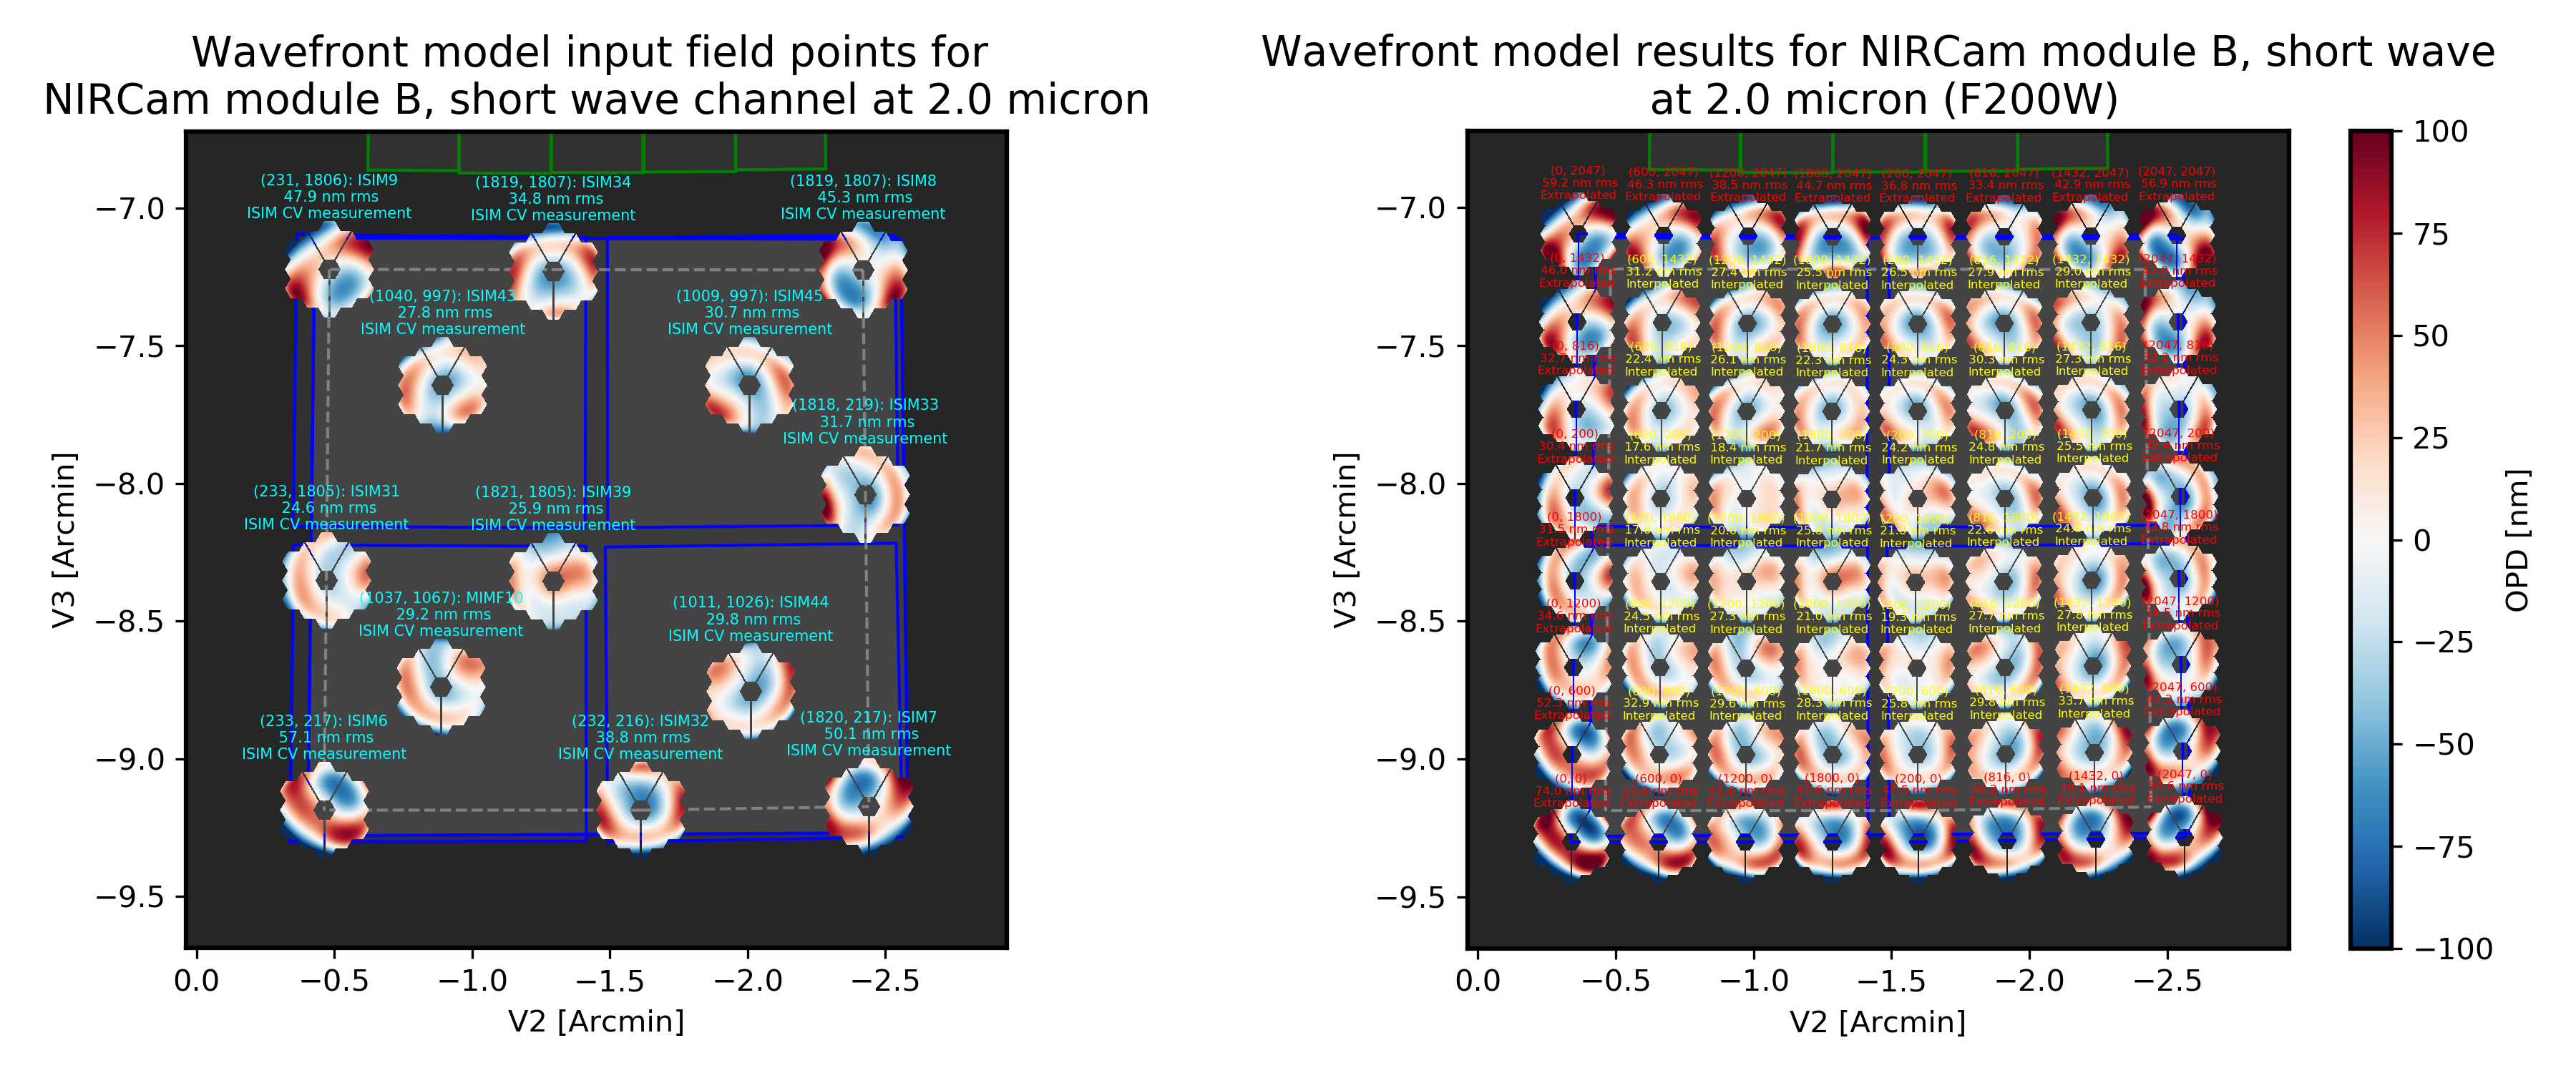 Wavefront model input field points for
NIRCam module B, short wave channel at 2.0 micron
(231, 1806): ISIM9
47.9 nm rms
ISIM CV measurement
(1819, 1807): ISIM34
34.8 nm rms
ISIM CV measurement
(1819, 1807): ISIM8
45.3 nm rms
ISIM CV measurement
(1040, 997): ISIM43
27.8 nm rms
ISIM CV measurement
(1009, 997): ISIM45
30.7 nm rms
ISIM CV measurement
(1818, 219): ISIM33
31.7 nm rms
ISIM CV measurement
(233, 1805): ISIM31
24.6 nm rms
ISIM CV measurement
(1821, 1805): ISIM39
25.9 nm rms
ISIM CV measurement
(1037, 1067): MIMF10
29.2 nm rms
ISIM CV measurement
(1011, 1026): ISIM44
29.8 nm rms
ISIM CV measurement
(233, 217): ISIM6
57.1 nm rms
ISIM CV measurement
(232, 216): ISIM32
38.8 nm rms
ISIM CV measurement
(1820, 217): ISIM7
50.1 nm rms
ISIM CV measurement
−7.0
−7.5
−8.0
−8.5
−9.0
−9.5
V3 [Arcmin]
0.0 −0.5 −1.0 −1.5 −2.0 −2.5
V2 [Arcmin]
Wavefront model results for NIRCam module B, short wave
at 2.0 micron (F200W)
(0, 2047) (600, 2047) (1200, 2047) (1800, 2047) (200, 2047) (816, 2047) (1432, 2047) (2047, 2047)
59.2 nm rms 46.3 nm rms 38.5 nm rms 44.7 nm rms 36.8 nm rms 33.4 nm rms 42.9 nm rms 56.9 nm rms
Extrapolated Extrapolated Extrapolated Extrapolated Extrapolated Extrapolated Extrapolated Extrapolated
(0, 1432) (600, 1432) (1200, 1432) (1800, 1432) (200, 1432) (816, 1432) (1432, 1432) (2047, 1432)
46.0 nm rms 31.2 nm rms 27.4 nm rms 25.5 nm rms 26.5 nm rms 27.9 nm rms 29.0 nm rms nm rms
Extrapolated Interpolated Interpolated Interpolated Interpolated Interpolated Interpolated Extrapolated
(0, 816) (600, 816) (1200, 816) (1800, 816) (200, 816) (816, 816) (1432, 816) (2047, 816)
32.7 nm rms 22.4 nm rms 26.1 nm rms 22.3 nm rms 24.3 nm rms 30.3 nm rms 27.3 nm rms nm rms
Extrapolated Interpolated Interpolated Interpolated Interpolated Interpolated Interpolated Extrapolated
(0, 200) (600, 200) (1200, 200) (1800, 200) (200, 200) (816, 200) (1432, 200) (2047, 200)
30.4 nm rms 17.6 nm rms 18.4 nm rms 21.7 nm rms 24.2 nm rms 24.8 nm rms 25.5 nm rms nm rms
Extrapolated Interpolated Interpolated Interpolated Interpolated Interpolated Interpolated Extrapolated
(0, 1800) (600, 1800) (1200, 1800) (1800, 1800) (200, 1800) (816, 1800) (1432, 1800) (2047, 1800)
31.5 nm rms nm rms nm rms nm rms nm rms nm rms nm rms nm rms
Extrapolated Interpolated Interpolated Interpolated Interpolated Interpolated Interpolated Extrapolated
(0, 1200) (600, 1200) (1200, 1200) (1800, 1200) (200, 1200) (816, 1200) (1432, 1200) (2047, 1200)
34.6 nm rms 24.5 nm rms 27.3 nm rms 21.0 nm rms 19.3 nm rms 27.7 nm rms 27.8 nm rms nm rms
Extrapolated Interpolated Interpolated Interpolated Interpolated Interpolated Interpolated Extrapolated
(0, 600) (600, 600) (1200, 600) (1800, 600) (200, 600) (816, 600) (1432, 600) (2047, 600)
52.3 nm rms 32.9 nm rms 29.6 nm rms 28.3 nm rms 25.8 nm rms 29.8 nm rms 33.7 nm rms nm rms
Extrapolated Interpolated Interpolated Interpolated Interpolated Interpolated Interpolated Extrapolated
(0, 0) (600, 0) (1200, 0) (1800, 0) (200, 0) (816, 0) (1432, 0) (2047, 0)
74.0 nm rms 53.6 nm rms 41.6 nm rms 47.6 nm rms nm rms 46.2 nm rms 49.1 nm rms nm rms
Extrapolated Extrapolated Extrapolated Extrapolated Extrapolated Extrapolated Extrapolated Extrapolated
−7.0
−7.5
−8.0
−8.5
−9.0
−9.5
V3 [Arcmin]
0.0 −0.5 −1.0 −1.5 −2.0 −2.5
V2 [Arcmin]
100
75
50
25
0
−25
−50
−75
−100
OPD [nm]